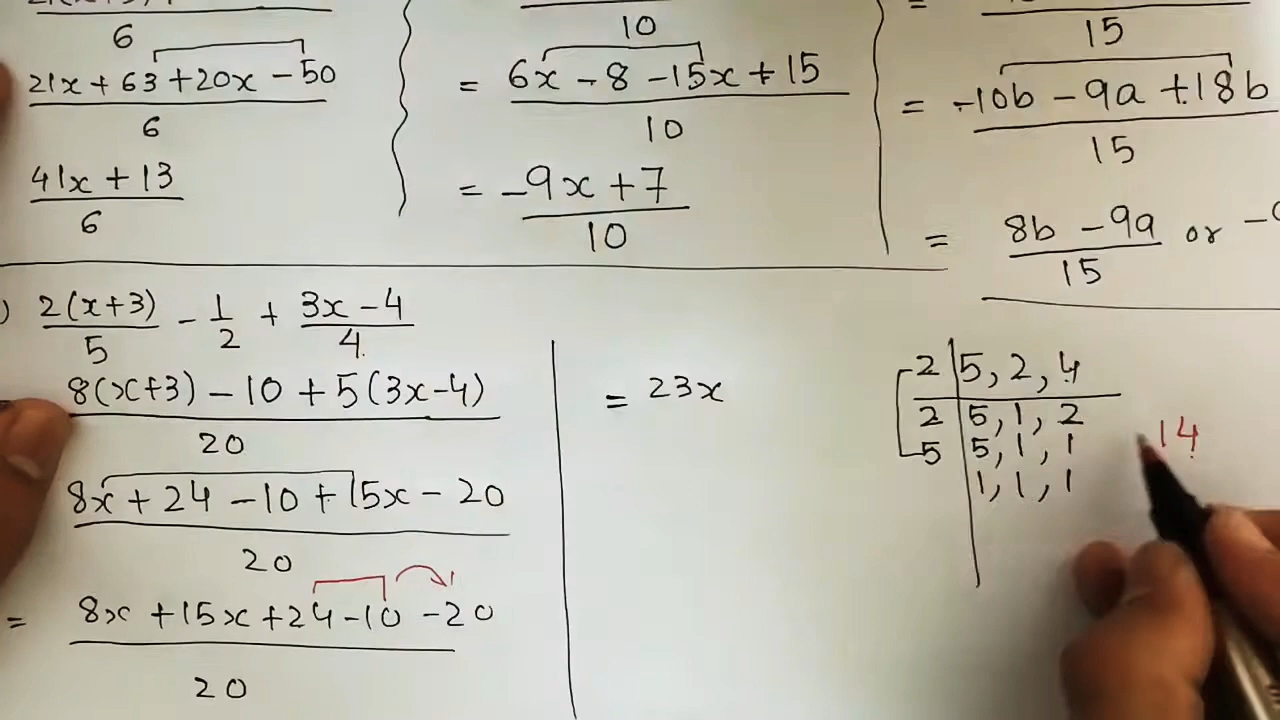 6
21x + 63 + 20x - 50
6
41x + 13
6
10
= 6x - 8 - 15x + 15
10
= -9x + 7
10
=
15
= -10b - 9a + 18b
15
= 8b - 9a or -9
15
) 2(x+3) - 1 + 3x - 4
5 2 4
8(x+3) - 10 + 5(3x-4)
20
8x + 24 - 10 + 15x - 20
20
= 8x + 15x + 24 - 10 - 20
20
= 23x
2 5, 2, 4
2 5, 1, 2
5 5, 1, 1
1, 1, 1
14